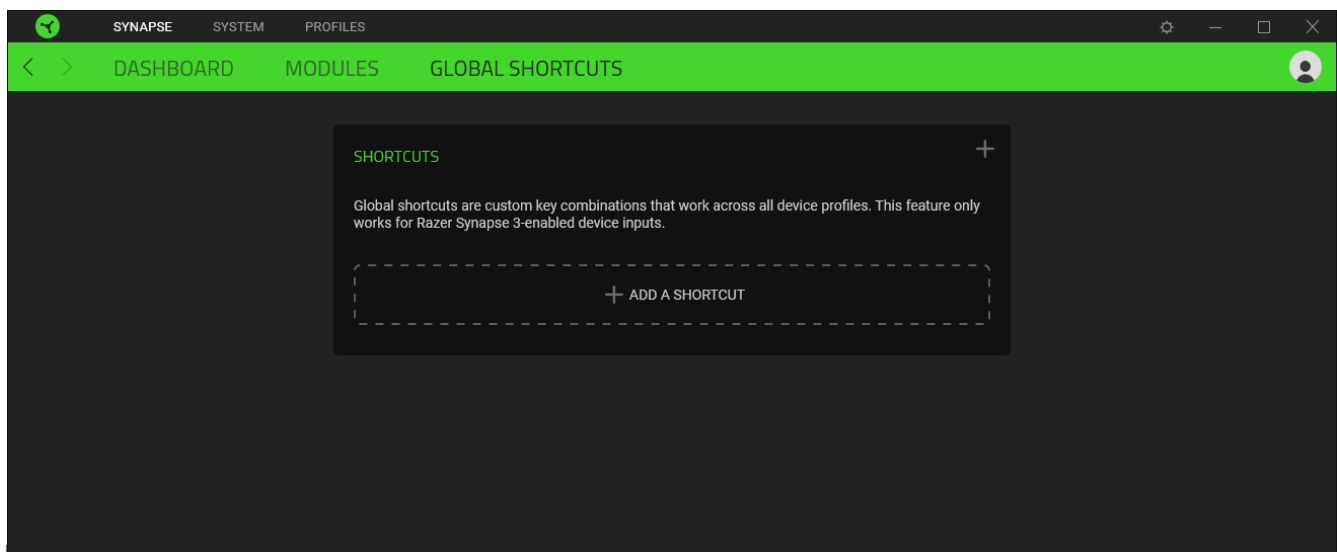 SYNAPSE SYSTEM PROFILES
DASHBOARD MODULES GLOBAL SHORTCUTS
SHORTCUTS
Global shortcuts are custom key combinations that work across all device profiles. This feature only
works for Razer Synapse 3-enabled device inputs.
ADD A SHORTCUT